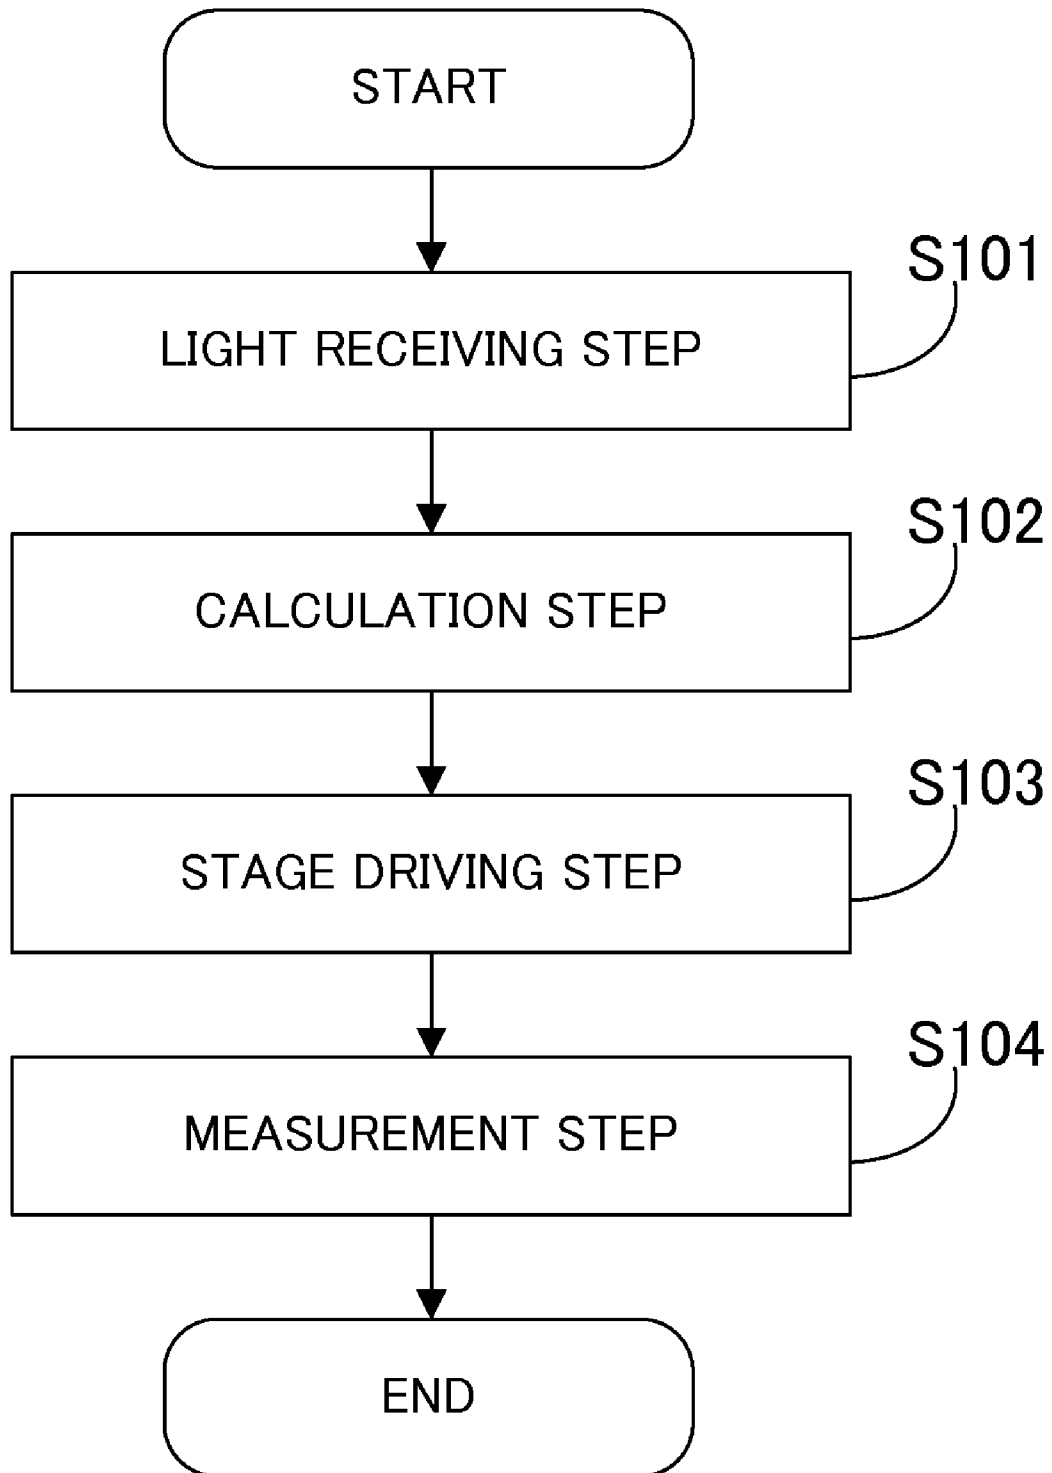 START
S101
LIGHT RECEIVING STEP
S102
CALCULATION STEP
S103
STAGE DRIVING STEP
S104
MEASUREMENT STEP
END